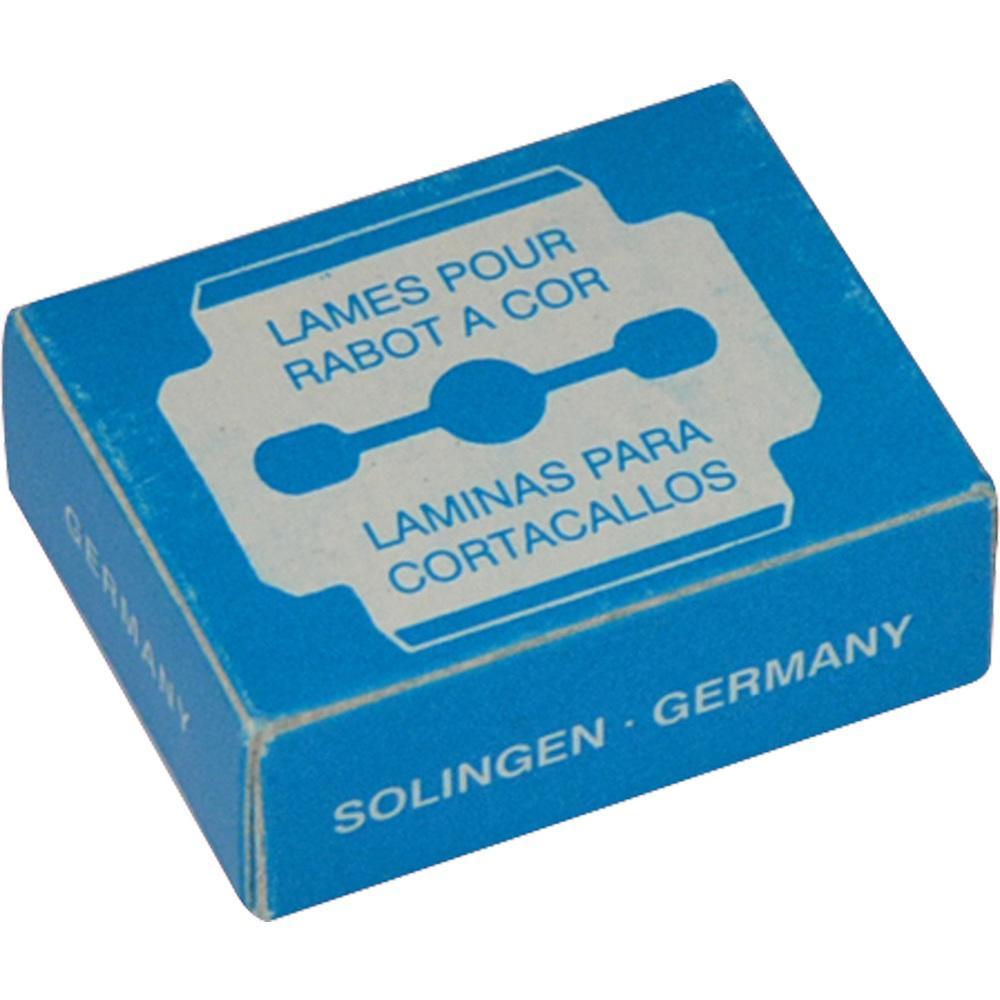 LAMES POUR
RABOT A COR
LAMINAS PARA
CORTACALLOS
GERMANY
SOLINGEN · GERMANY